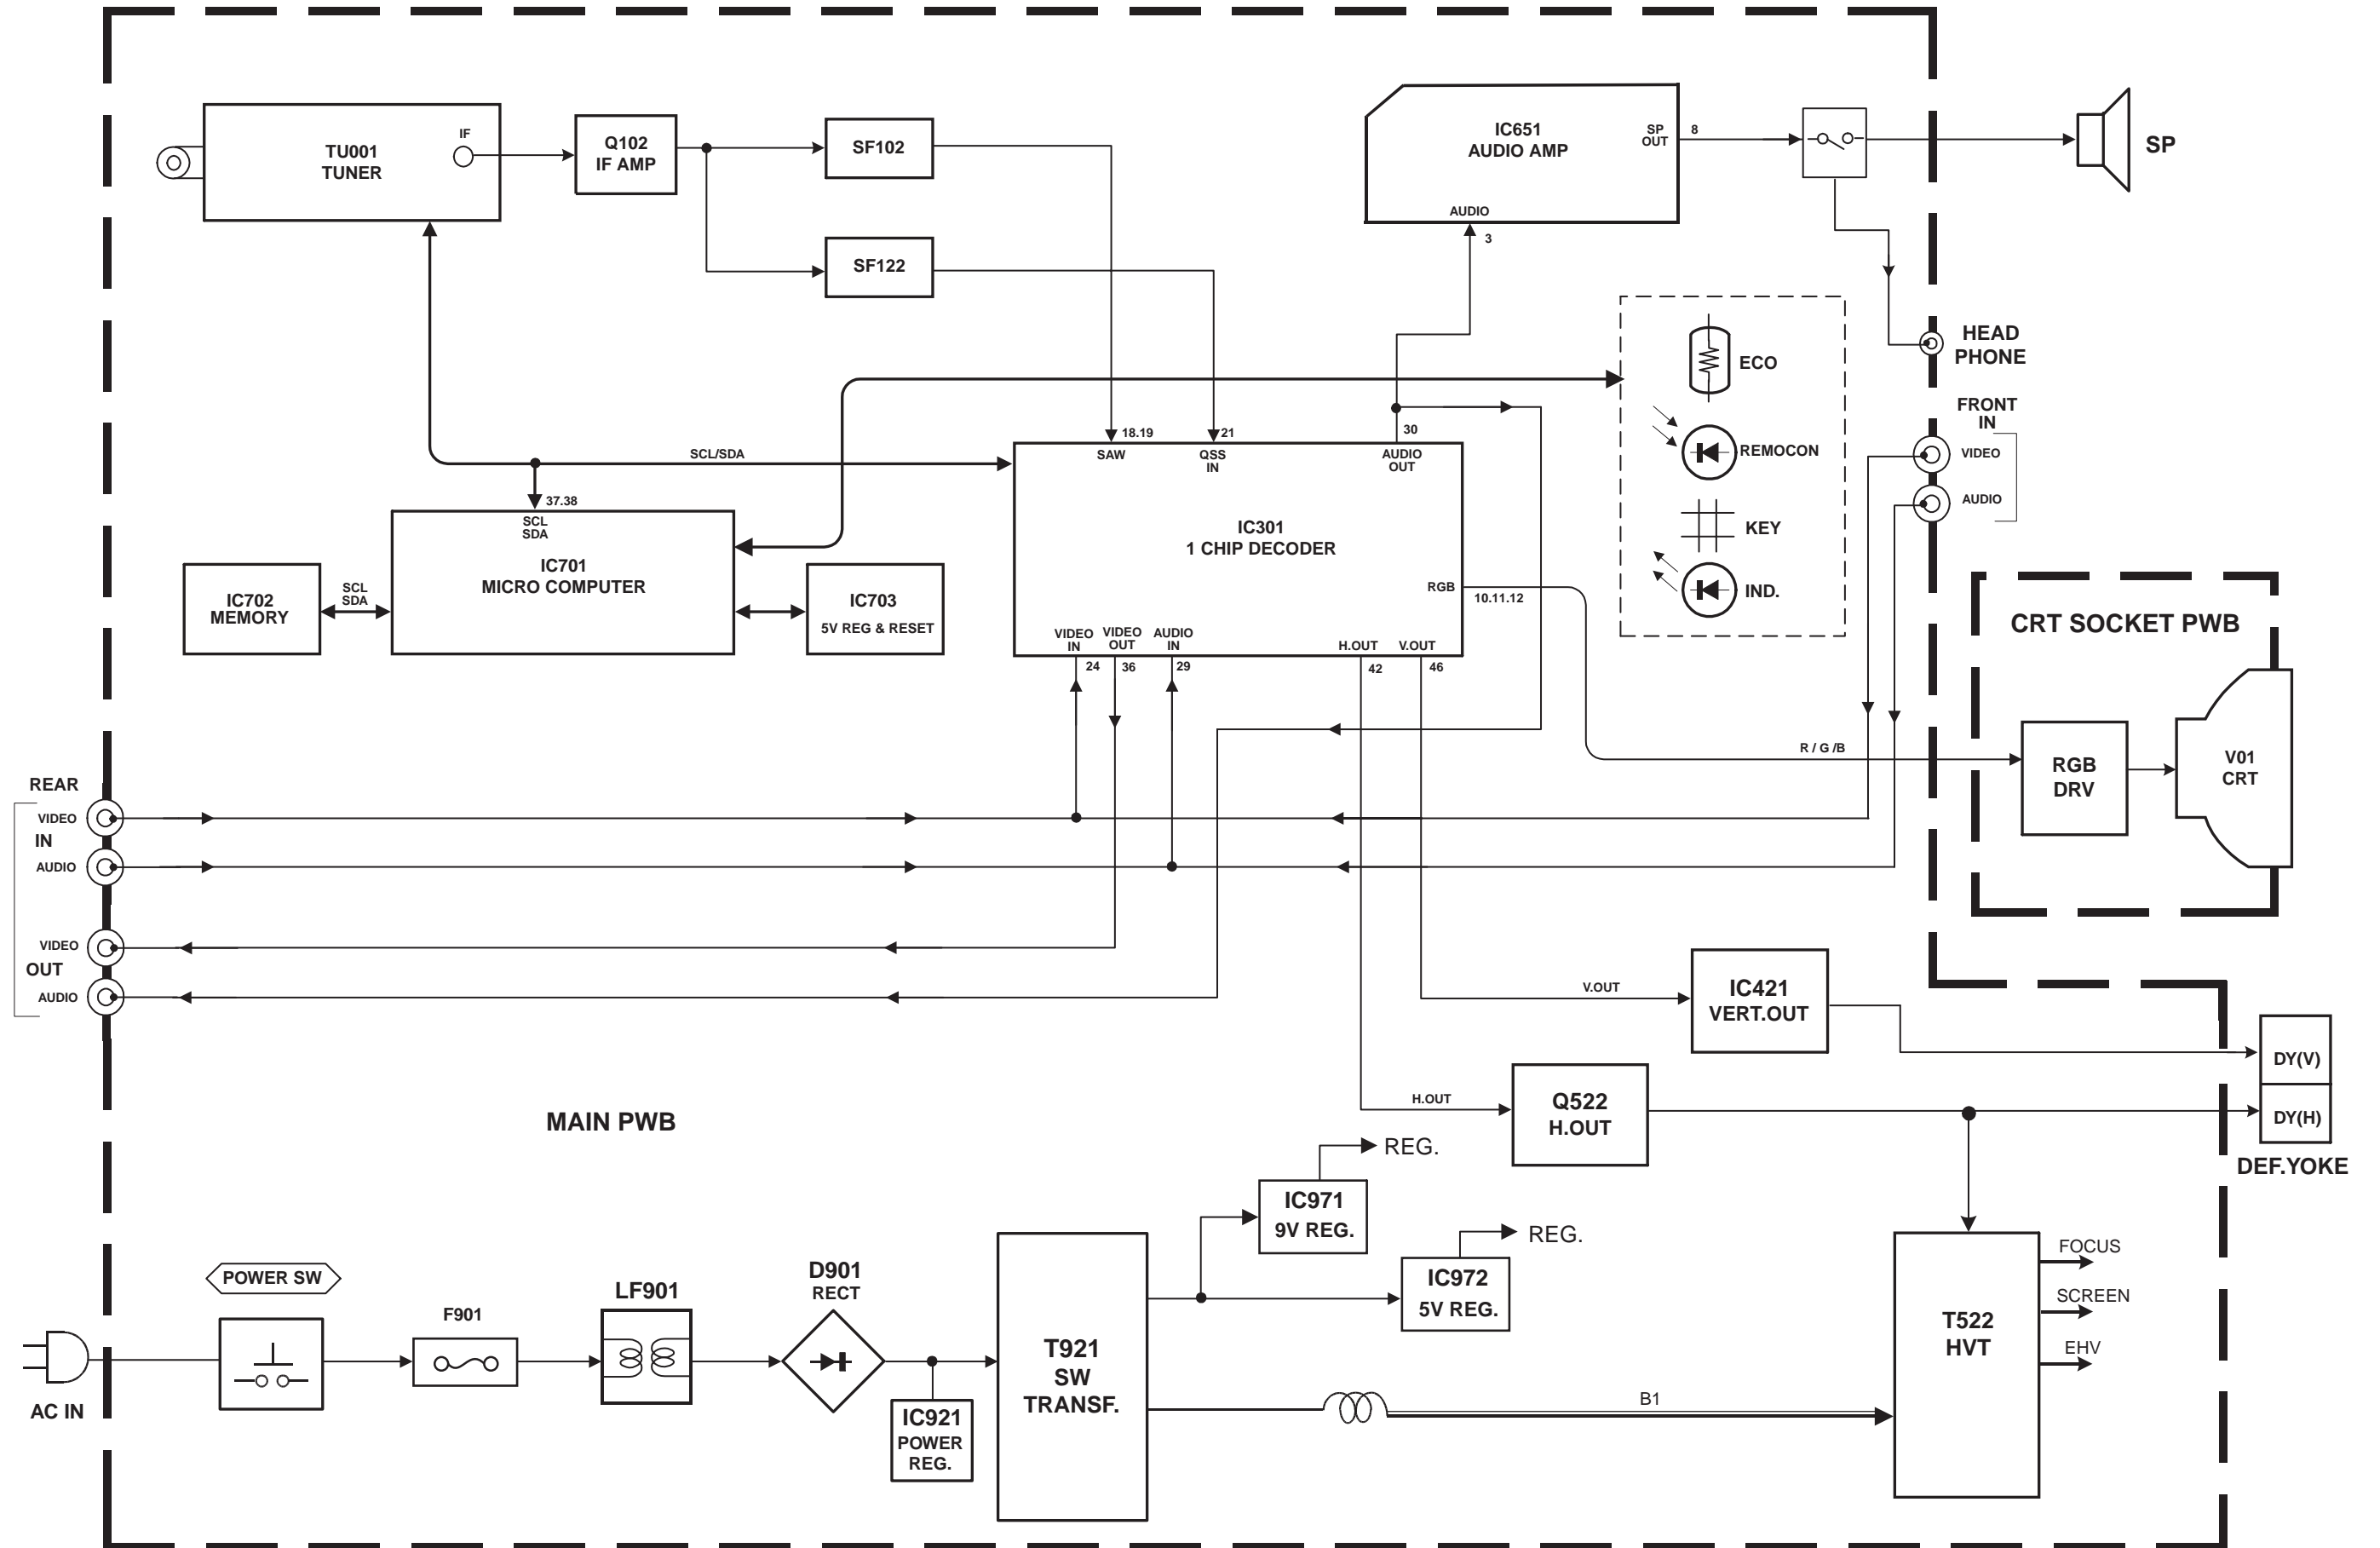 TU001
TUNER
IF
Q102
IF AMP
SF102
SF122
IC651
AUDIO AMP
SP
OUT
8
AUDIO
3
SP
HEAD
PHONE
FRONT
IN
VIDEO
AUDIO
ECO
REMOCON
KEY
IND.
SCL/SDA
37.38
SCL
SDA
IC701
MICRO COMPUTER
IC702
MEMORY
SCL
SDA
IC703
5V REG & RESET
18.19
SAW
21
QSS
IN
30
AUDIO
OUT
IC301
1 CHIP DECODER
RGB
10.11.12
VIDEO
IN
VIDEO
OUT
AUDIO
IN
H.OUT
V.OUT
24
36
29
42
46
CRT SOCKET PWB
R / G /B
RGB
DRV
V01
CRT
REAR
VIDEO
IN
AUDIO
VIDEO
OUT
AUDIO
V.OUT
IC421
VERT.OUT
DY(V)
DY(H)
DEF.YOKE
H.OUT
Q522
H.OUT
MAIN PWB
REG.
IC971
9V REG.
REG.
IC972
5V REG.
POWER SW
F901
LF901
D901
RECT
AC IN
IC921
POWER
REG.
T921
SW
TRANSF.
B1
T522
HVT
FOCUS
SCREEN
EHV